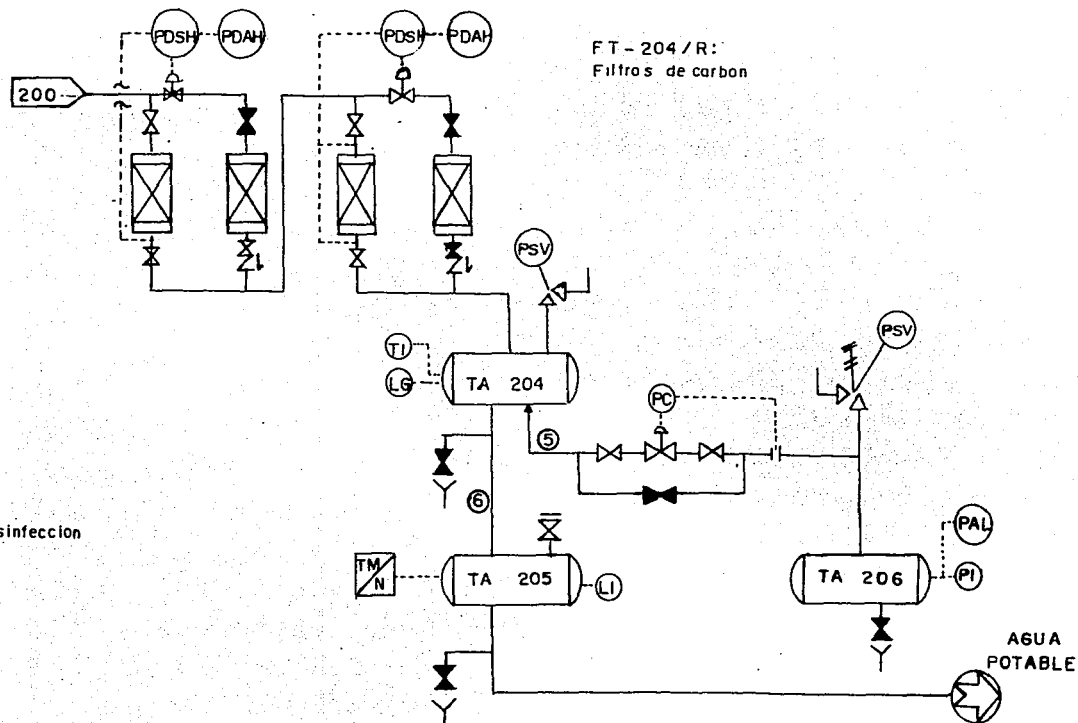 PDSH PDAH PDSH PDAH
FT-204/R:
Filtros de carbon
200
PSV
PSV
TI
LG
TA 204
PC
5
6
sinfeccion
TM
N
TA 205
LI
TA 206
PAL
PI
AGUA
POTABLE